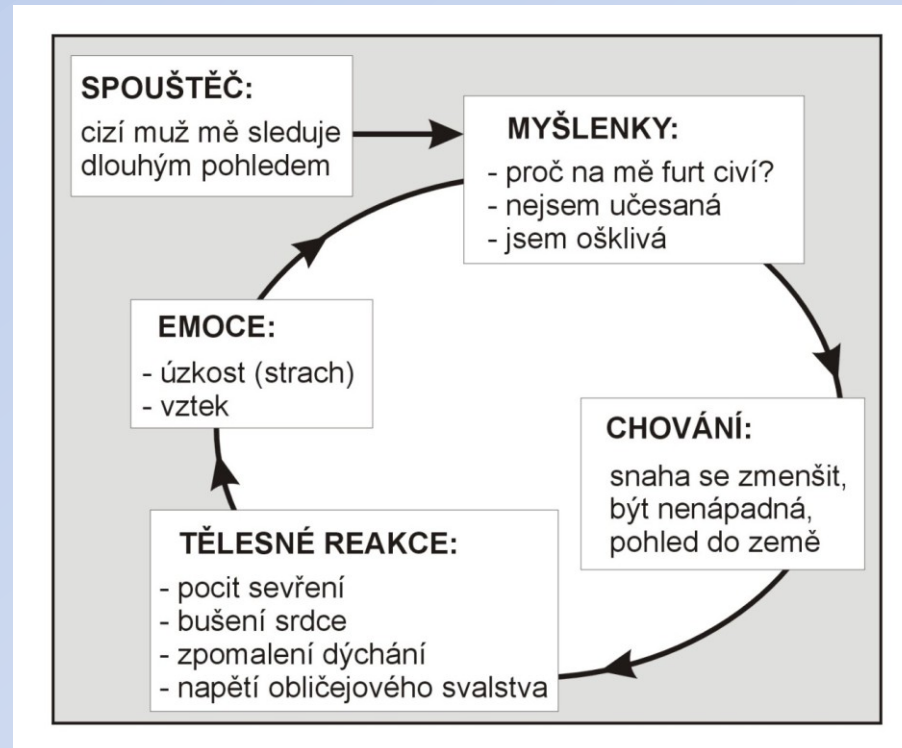 SPOUŠTĚČ:
cizí muž mě sleduje
dlouhým pohledem
MYŠLENKY:
- proč na mě furt civí?
- nejsem učesaná
- jsem ošklivá
CHOVÁNÍ:
snaha se zmenšit,
být nenápadná,
pohled do země
TĚLESNÉ REAKCE:
- pocit sevření
- bušení srdce
- zpomalení dýchání
- napětí obličejového svalstva
EMOCE:
- úzkost (strach)
- vztek